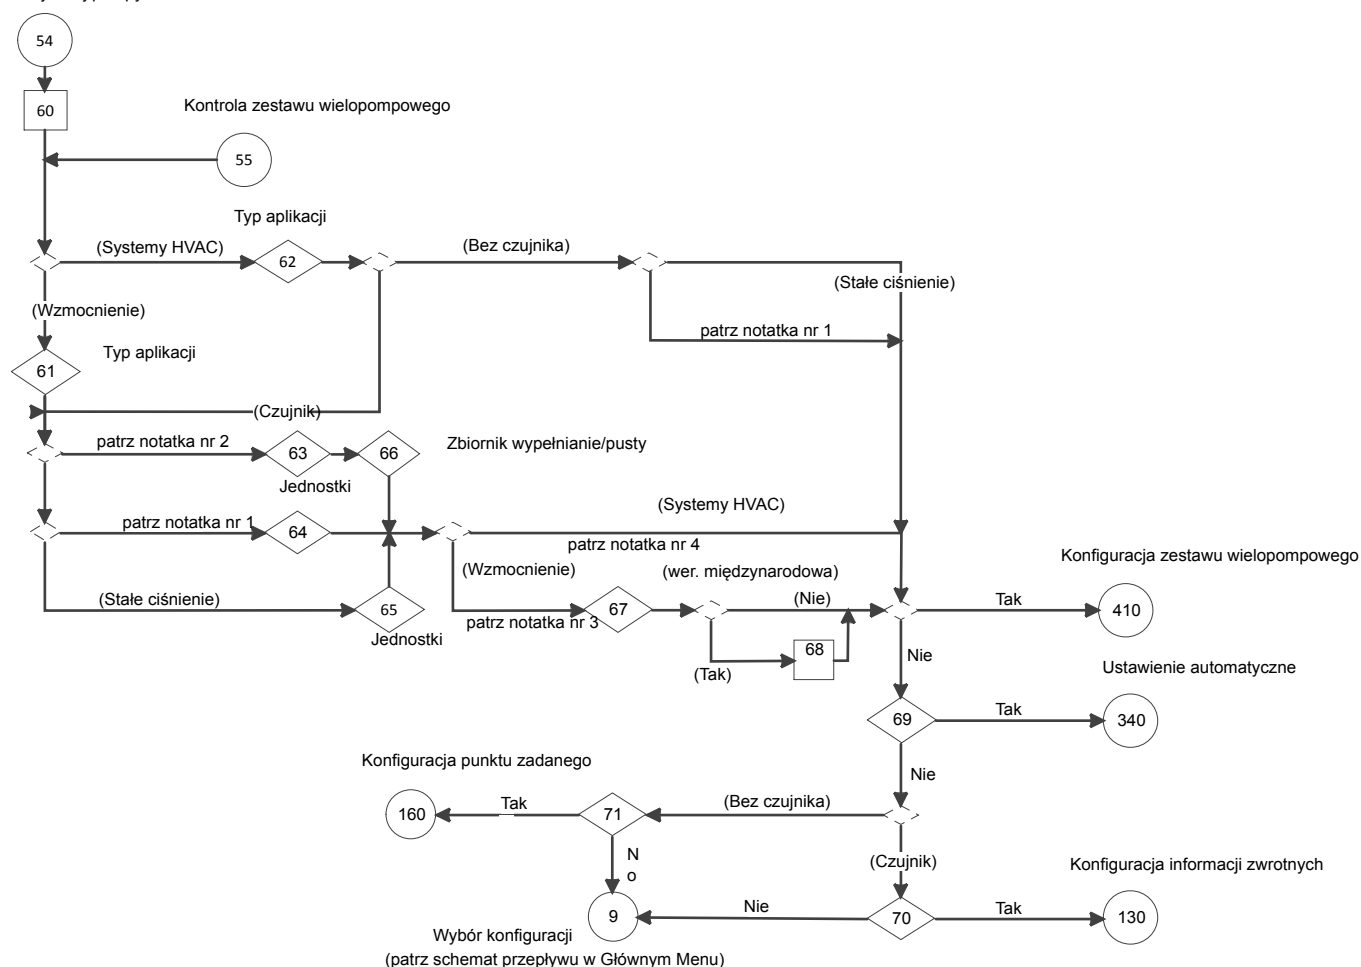 54
60
Kontrola zestawu wielopompowego
55
Typ aplikacji
(Systemy HVAC)
62
(Bez czujnika)
(Stałe ciśnienie)
(Wzmocnienie)
patrz notatka nr 1
Typ aplikacji
61
(Czujnik)
patrz notatka nr 2
63
66
Zbiornik wypełnianie/pusty
Jednostki
(Systemy HVAC)
patrz notatka nr 1
64
patrz notatka nr 4
Konfiguracja zestawu wielopompowego
(Wzmocnienie)
(wer. międzynarodowa)
(Stałe ciśnienie)
65
67
(Nie)
Tak
410
patrz notatka nr 3
Jednostki
68
Nie
(Tak)
Ustawienie automatyczne
69
Tak
340
Konfiguracja punktu zadanego
Nie
160
Tak
71
(Bez czujnika)
N
o
(Czujnik)
Konfiguracja informacji zwrotnych
9
Nie
70
Tak
130
Wybór konfiguracji
(patrz schemat przepływu w Głównym Menu)